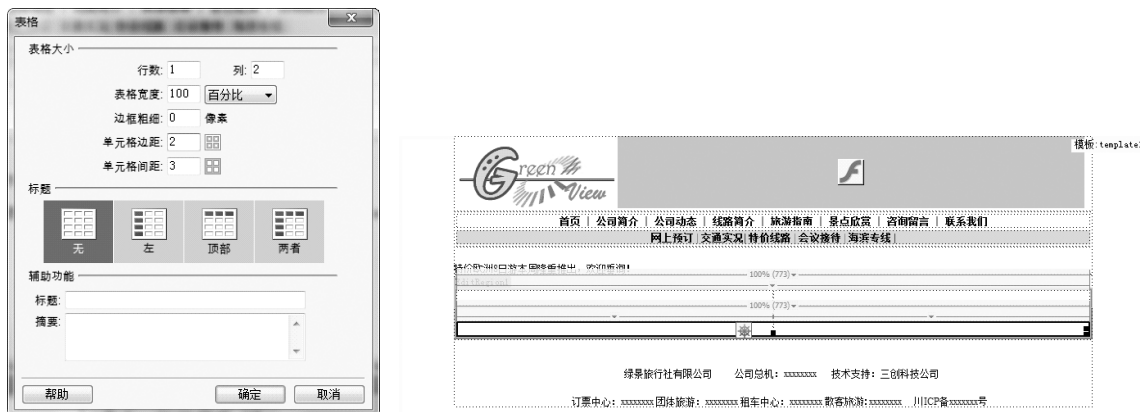 表格
表格大小
行数: 1 列: 2
表格宽度: 100 百分比
边框粗细: 0 像素
单元格边距: 2
单元格间距: 3
标题
无 左 顶部 两者
辅助功能
标题:
摘要:
帮助 确定 取消
模板:template
Green
View
首页 | 公司简介 | 公司动态 | 线路简介 | 旅游指南 | 景点欣赏 | 咨询留言 | 联系我们
网上预订 | 交通实况 | 特价线路 | 会议接待 | 海滨专线 |
100% (773)
EditRegion1
100% (773)
绿景旅行社有限公司 公司总机: xxxxxxx 技术支持: 三创科技公司
订票中心: xxxxxxx 团体旅游: xxxxxxx 租车中心: xxxxxxx 散客旅游:xxxxxxx 川ICP备xxxxxxx号